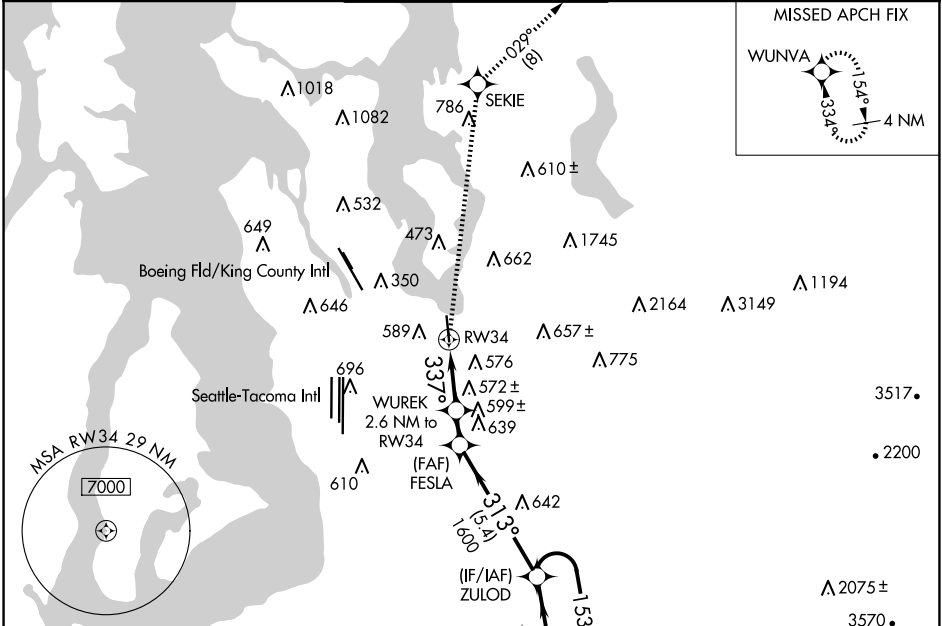 MISSED APCH FIX
WUNVA
154°
334°
4 NM
029°
(8)
SEKIE
1018
786
1082
610 ±
532
649
473
662
1745
Boeing Fld/King County Intl
350
646
2164
3149
1194
589
RW34
657 ±
775
337°
576
696
Seattle-Tacoma Intl
572 ±
WUREK
2.6 NM to
RW34
599 ±
639
3517
2200
MSA RW34 29 NM
7000
610
(FAF)
FESLA
642
313°
(5.4)
1600
(IF/IAF)
ZULOD
153
2075 ±
3570